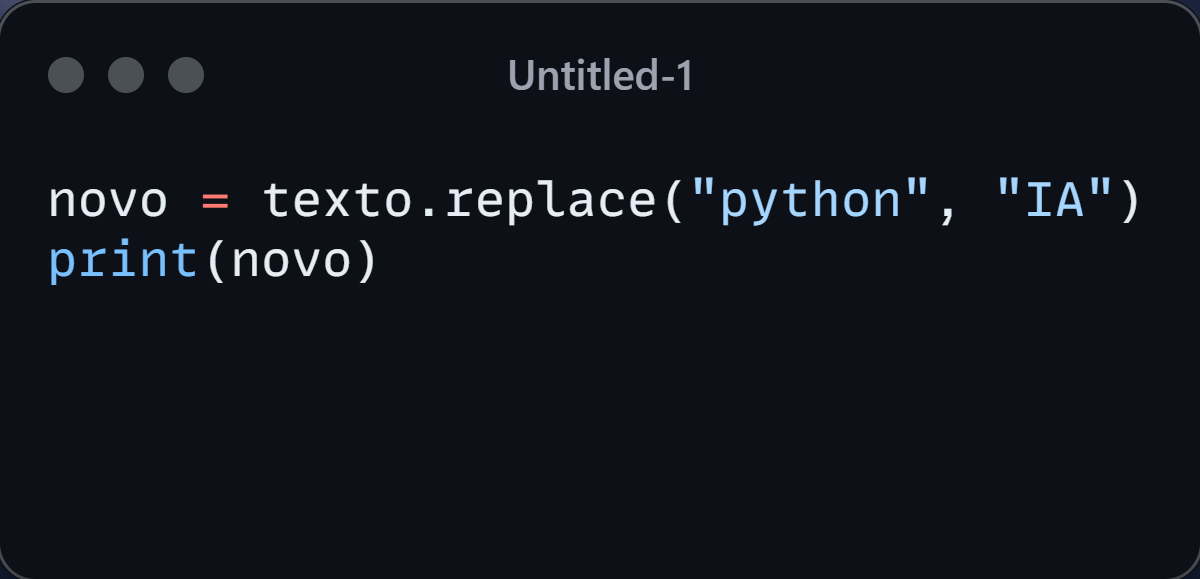 Untitled-1
novo = texto.replace("python", "IA")
print(novo)